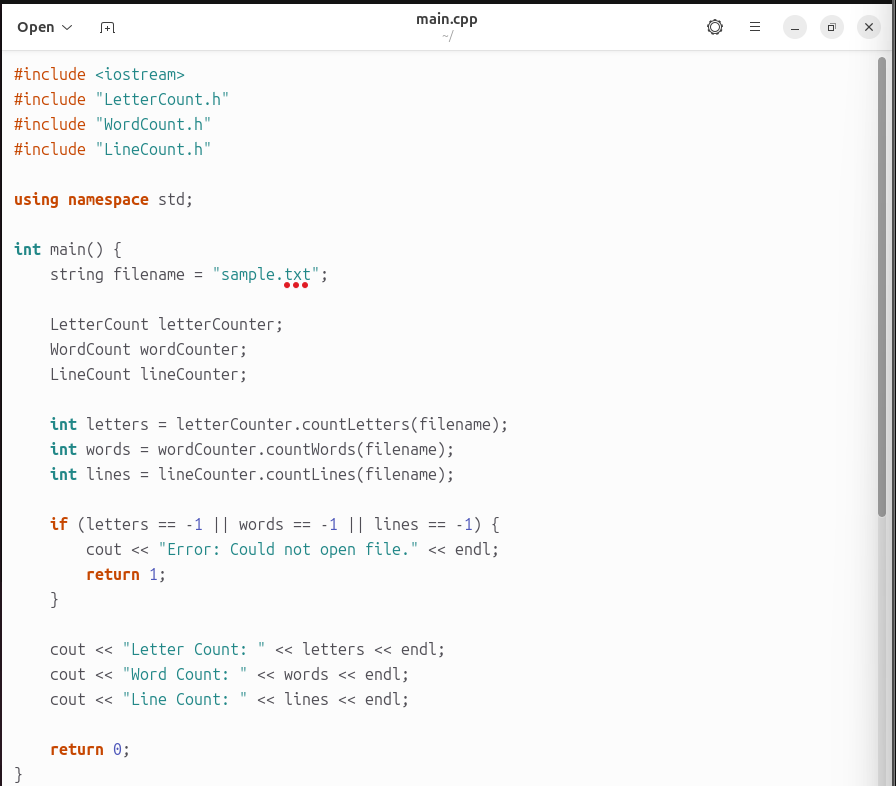 Open
main.cpp
~/
#include <iostream>
#include "LetterCount.h"
#include "WordCount.h"
#include "LineCount.h"

using namespace std;

int main() {
    string filename = "sample.txt";

    LetterCount letterCounter;
    WordCount wordCounter;
    LineCount lineCounter;

    int letters = letterCounter.countLetters(filename);
    int words = wordCounter.countWords(filename);
    int lines = lineCounter.countLines(filename);

    if (letters == -1 || words == -1 || lines == -1) {
        cout << "Error: Could not open file." << endl;
        return 1;
    }

    cout << "Letter Count: " << letters << endl;
    cout << "Word Count: " << words << endl;
    cout << "Line Count: " << lines << endl;

    return 0;
}